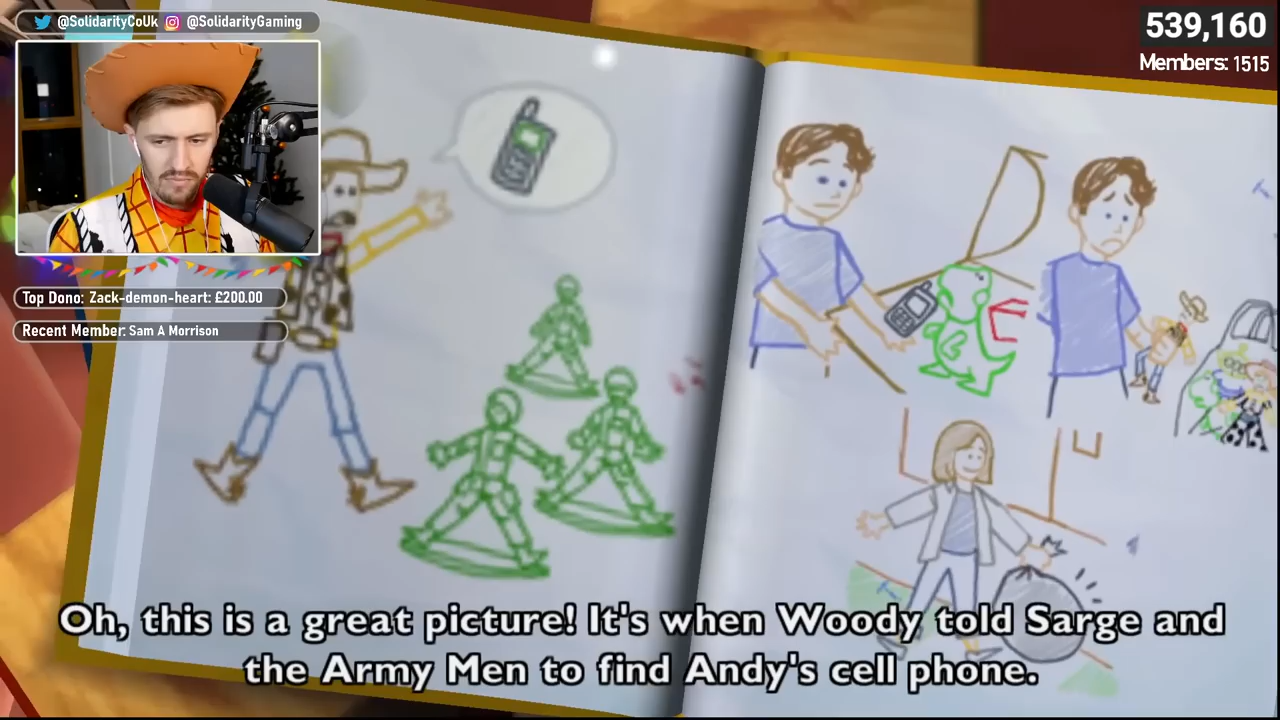 @SolidarityCoUk @SolidarityGaming
539,160
Members: 1515
Top Dono: Zack-demon-heart: £200.00
Recent Member: Sam A Morrison
Oh, this is a great picture! It's when Woody told Sarge and
the Army Men to find Andy's cell phone.